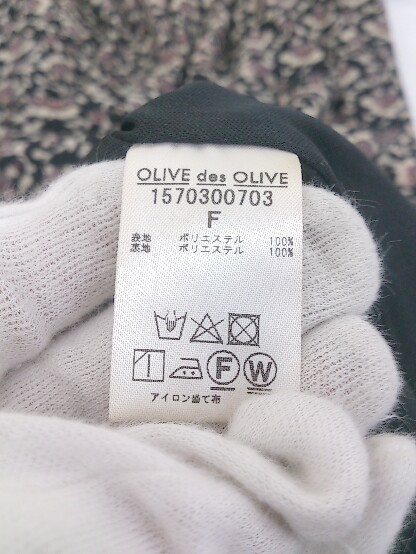 OLIVE des OLIVE
1570300703
F
表地 ポリエステル 100%
裏地 ポリエステル 100%
F W
アイロン当て布